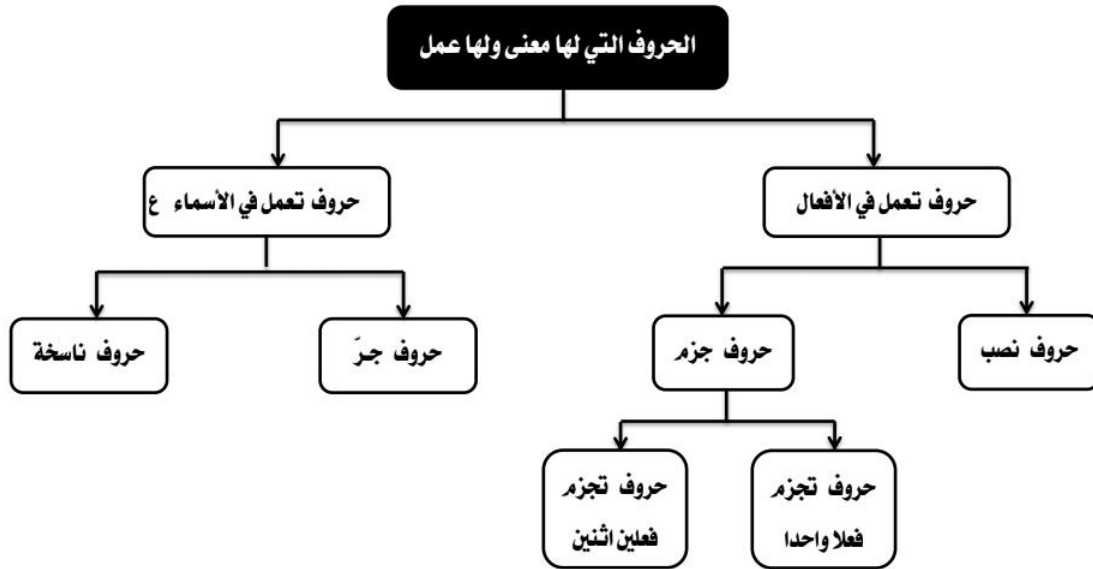 الحروف التي لها معنى ولها عمل
حروف تعمل في الأفعال
حروف تعمل في الأسماء ع
حروف نصب
حروف جزم
حروف جـرّ
حروف ناسخة
حروف تجزم
فعلا واحدا
حروف تجزم
فعلين اثنين